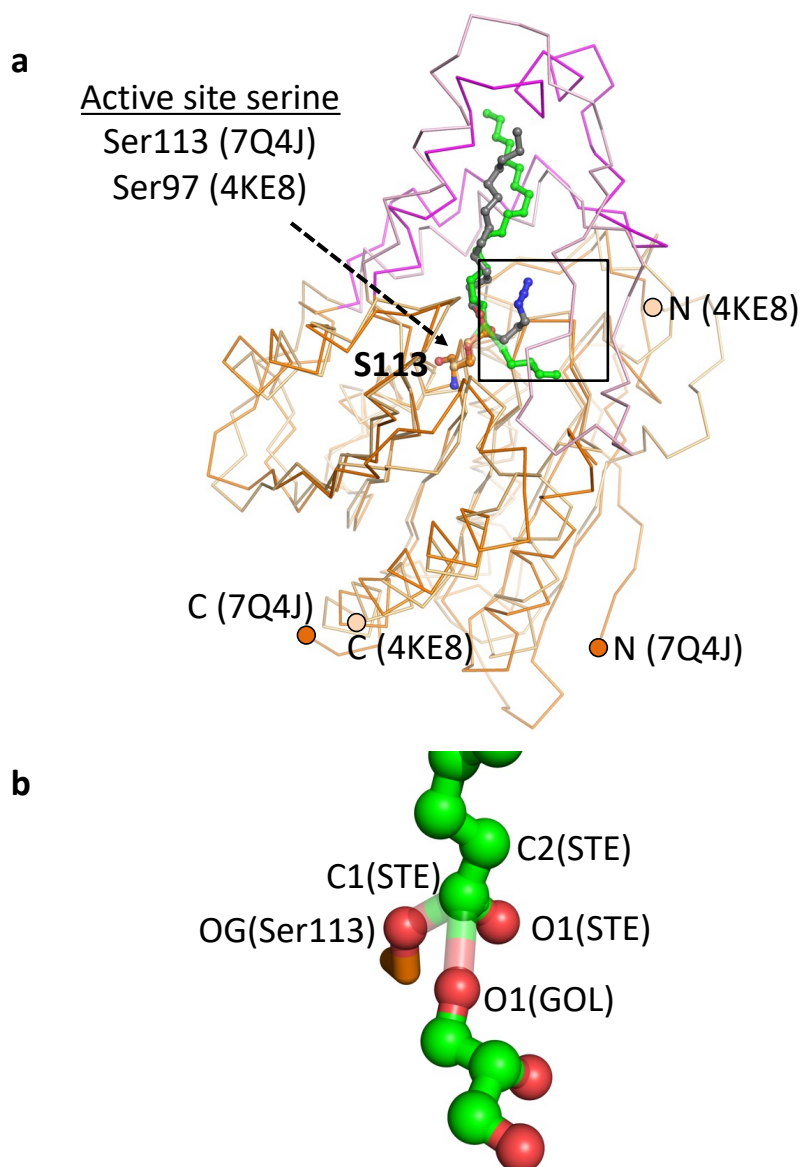 a
Active site serine
Ser113 (7Q4J)
Ser97 (4KE8)
N (4KE8)
S113
C (7Q4J)
C (4KE8)
N (7Q4J)
b
C2(STE)
C1(STE)
OG(Ser113)
O1(STE)
O1(GOL)